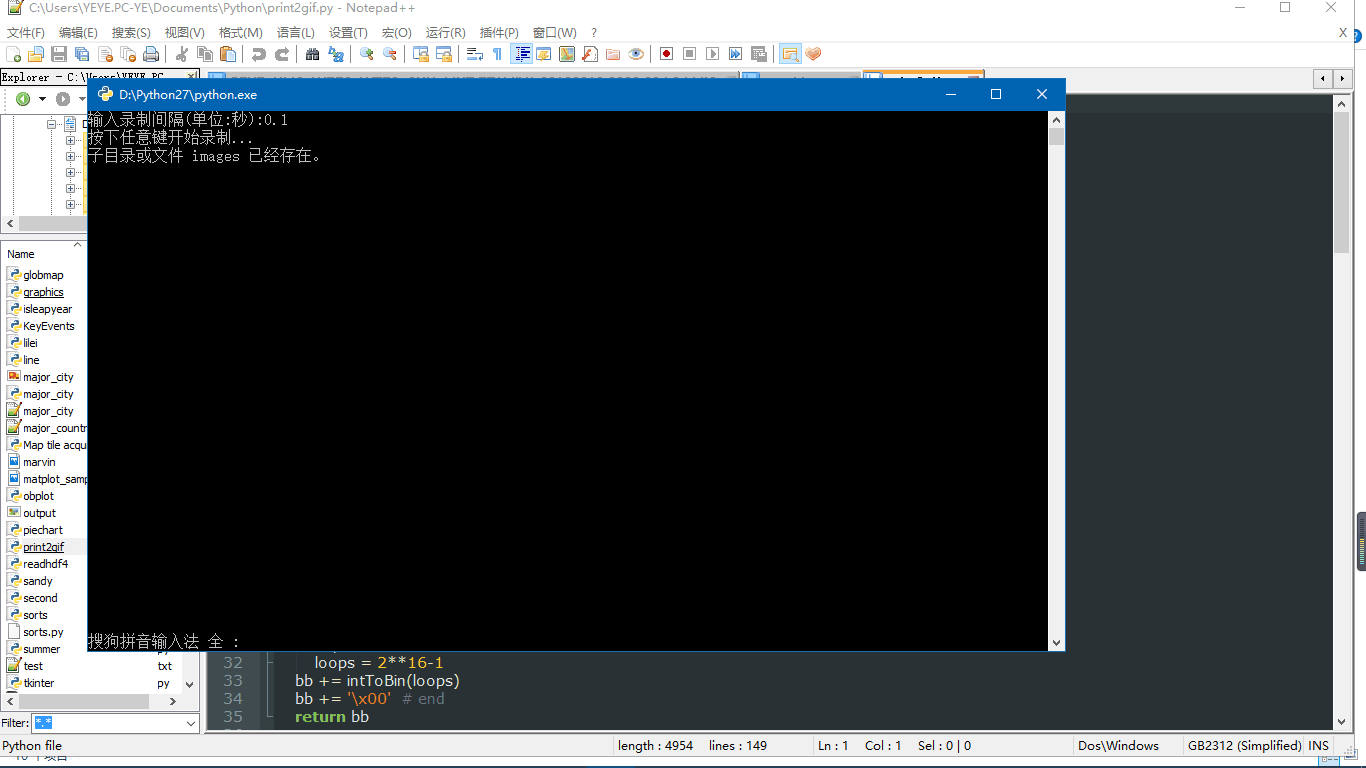 C:\Users\YEYE.PC-YE\Documents\Python\print2gif.py - Notepad++
文件(F) 编辑(E) 搜索(S) 视图(V) 格式(M) 语言(L) 设置(T) 宏(O) 运行(R) 插件(P) 窗口(W) ? X
Explorer - C:\Users\YEYE.PC
D:\Python27\python.exe
输入录制间隔(单位:秒):0.1
按下任意键开始录制...
子目录或文件 images 已经存在。
搜狗拼音输入法 全 :
Name
globmap
graphics
isleapyear
KeyEvents
lilei
line
major_city
major_city
major_city
major_countr
Map tile acqu
marvin
matplot_samp
obplot
output
piechart
print2gif
readhdf4
sandy
second
sorts
sorts.py
summer
test txt
tkinter py
Filter: *.*
32 loops = 2**16-1
33 bb += intToBin(loops)
34 bb += '\x00' # end
35 return bb
Python file length : 4954 lines : 149 Ln : 1 Col : 1 Sel : 0 | 0 Dos\Windows GB2312 (Simplified) INS